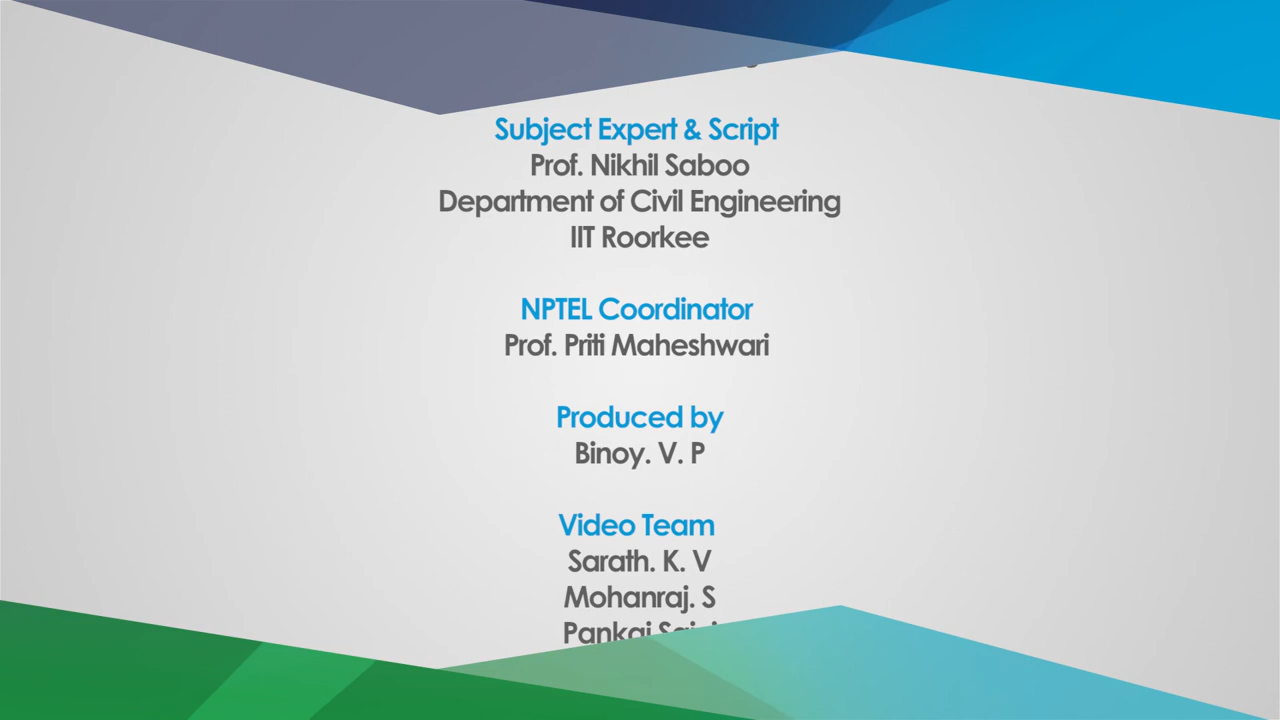 Subject Expert & Script
Prof. Nikhil Saboo
Department of Civil Engineering
IIT Roorkee
NPTEL Coordinator
Prof. Priti Maheshwari
Produced by
Binoy. V. P
Video Team
Sarath. K. V
Mohanraj. S
Pankaj